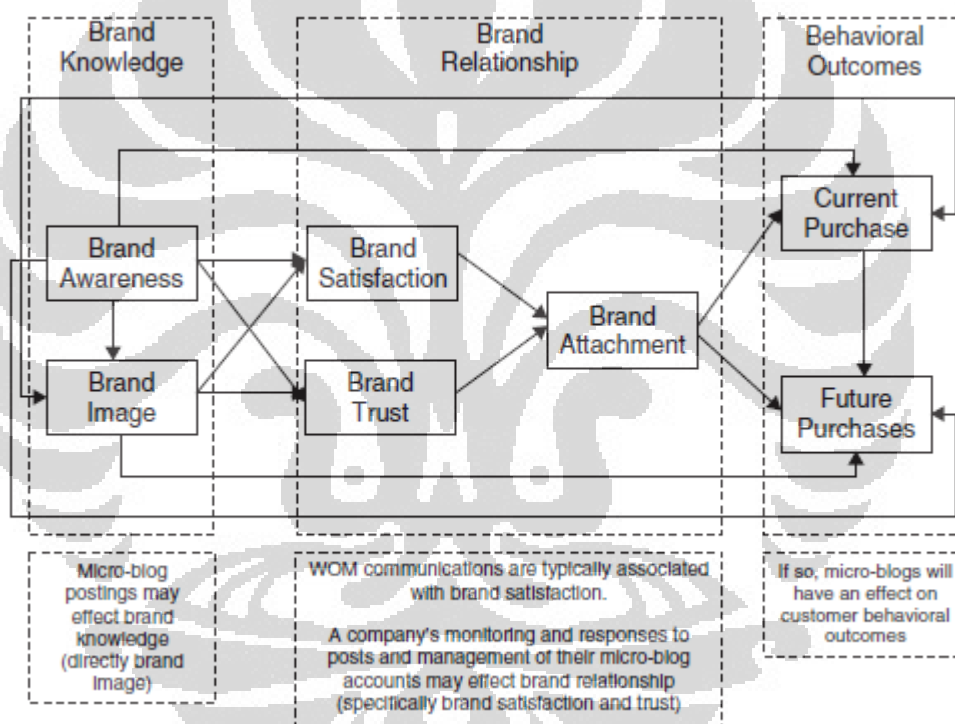 Brand
Knowledge
Brand
Relationship
Behavioral
Outcomes
Brand
Awareness
Brand
Image
Brand
Satisfaction
Brand
Trust
Brand
Attachment
Current
Purchase
Future
Purchases
Micro-blog
postings may
effect brand
knowledge
(directly brand
image)
WOM communications are typically associated
with brand satisfaction.
A company's monitoring and responses to
posts and management of their micro-blog
accounts may effect brand relationship
(specifically brand satisfaction and trust)
If so, micro-blogs will
have an effect on
customer behavioral
outcomes